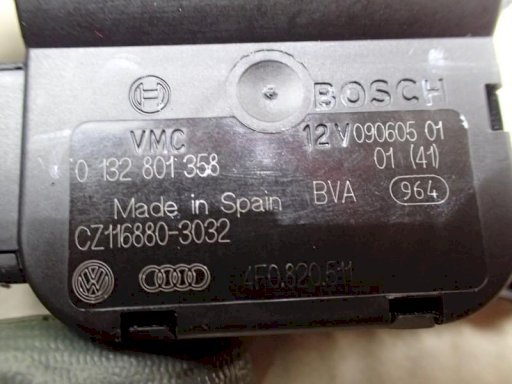 BOSCH
VMC 12V 090605 01
0 132 801 358 01 (41)
Made in Spain BVA 964
CZ116880-3032
VW 4F0.820.511